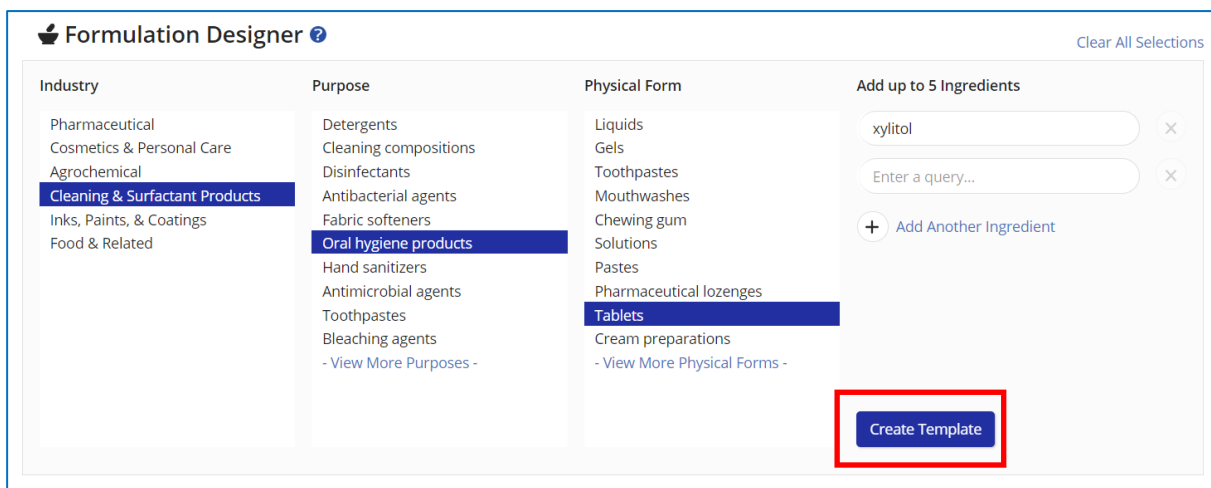 Formulation Designer ?
Clear All Selections
Industry
Pharmaceutical
Cosmetics & Personal Care
Agrochemical
Cleaning & Surfactant Products
Inks, Paints, & Coatings
Food & Related
Purpose
Detergents
Cleaning compositions
Disinfectants
Antibacterial agents
Fabric softeners
Oral hygiene products
Hand sanitizers
Antimicrobial agents
Toothpastes
Bleaching agents
- View More Purposes -
Physical Form
Liquids
Gels
Toothpastes
Mouthwashes
Chewing gum
Solutions
Pastes
Pharmaceutical lozenges
Tablets
Cream preparations
- View More Physical Forms -
Add up to 5 Ingredients
xylitol
Enter a query...
+ Add Another Ingredient
Create Template